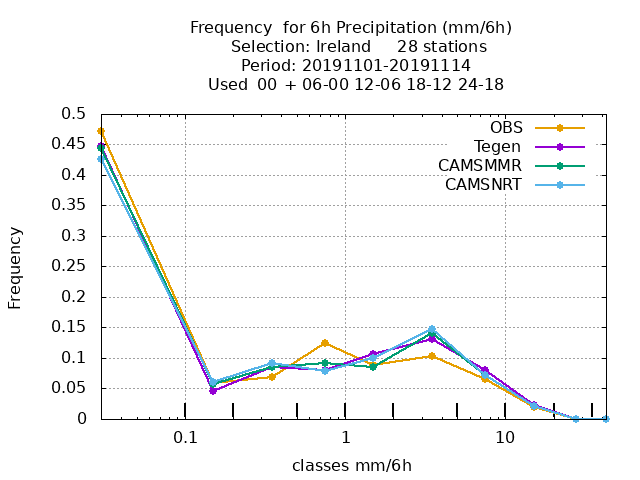 Frequency  for 6h Precipitation (mm/6h)
Selection: Ireland     28 stations
Period: 20191101-20191114
Used  00 + 06-00 12-06 18-12 24-18
OBS
Tegen
CAMSMMR
CAMSNRT
0.5
0.45
0.4
0.35
0.3
0.25
0.2
0.15
0.1
0.05
0
Frequency
0.1 1 10
classes mm/6h